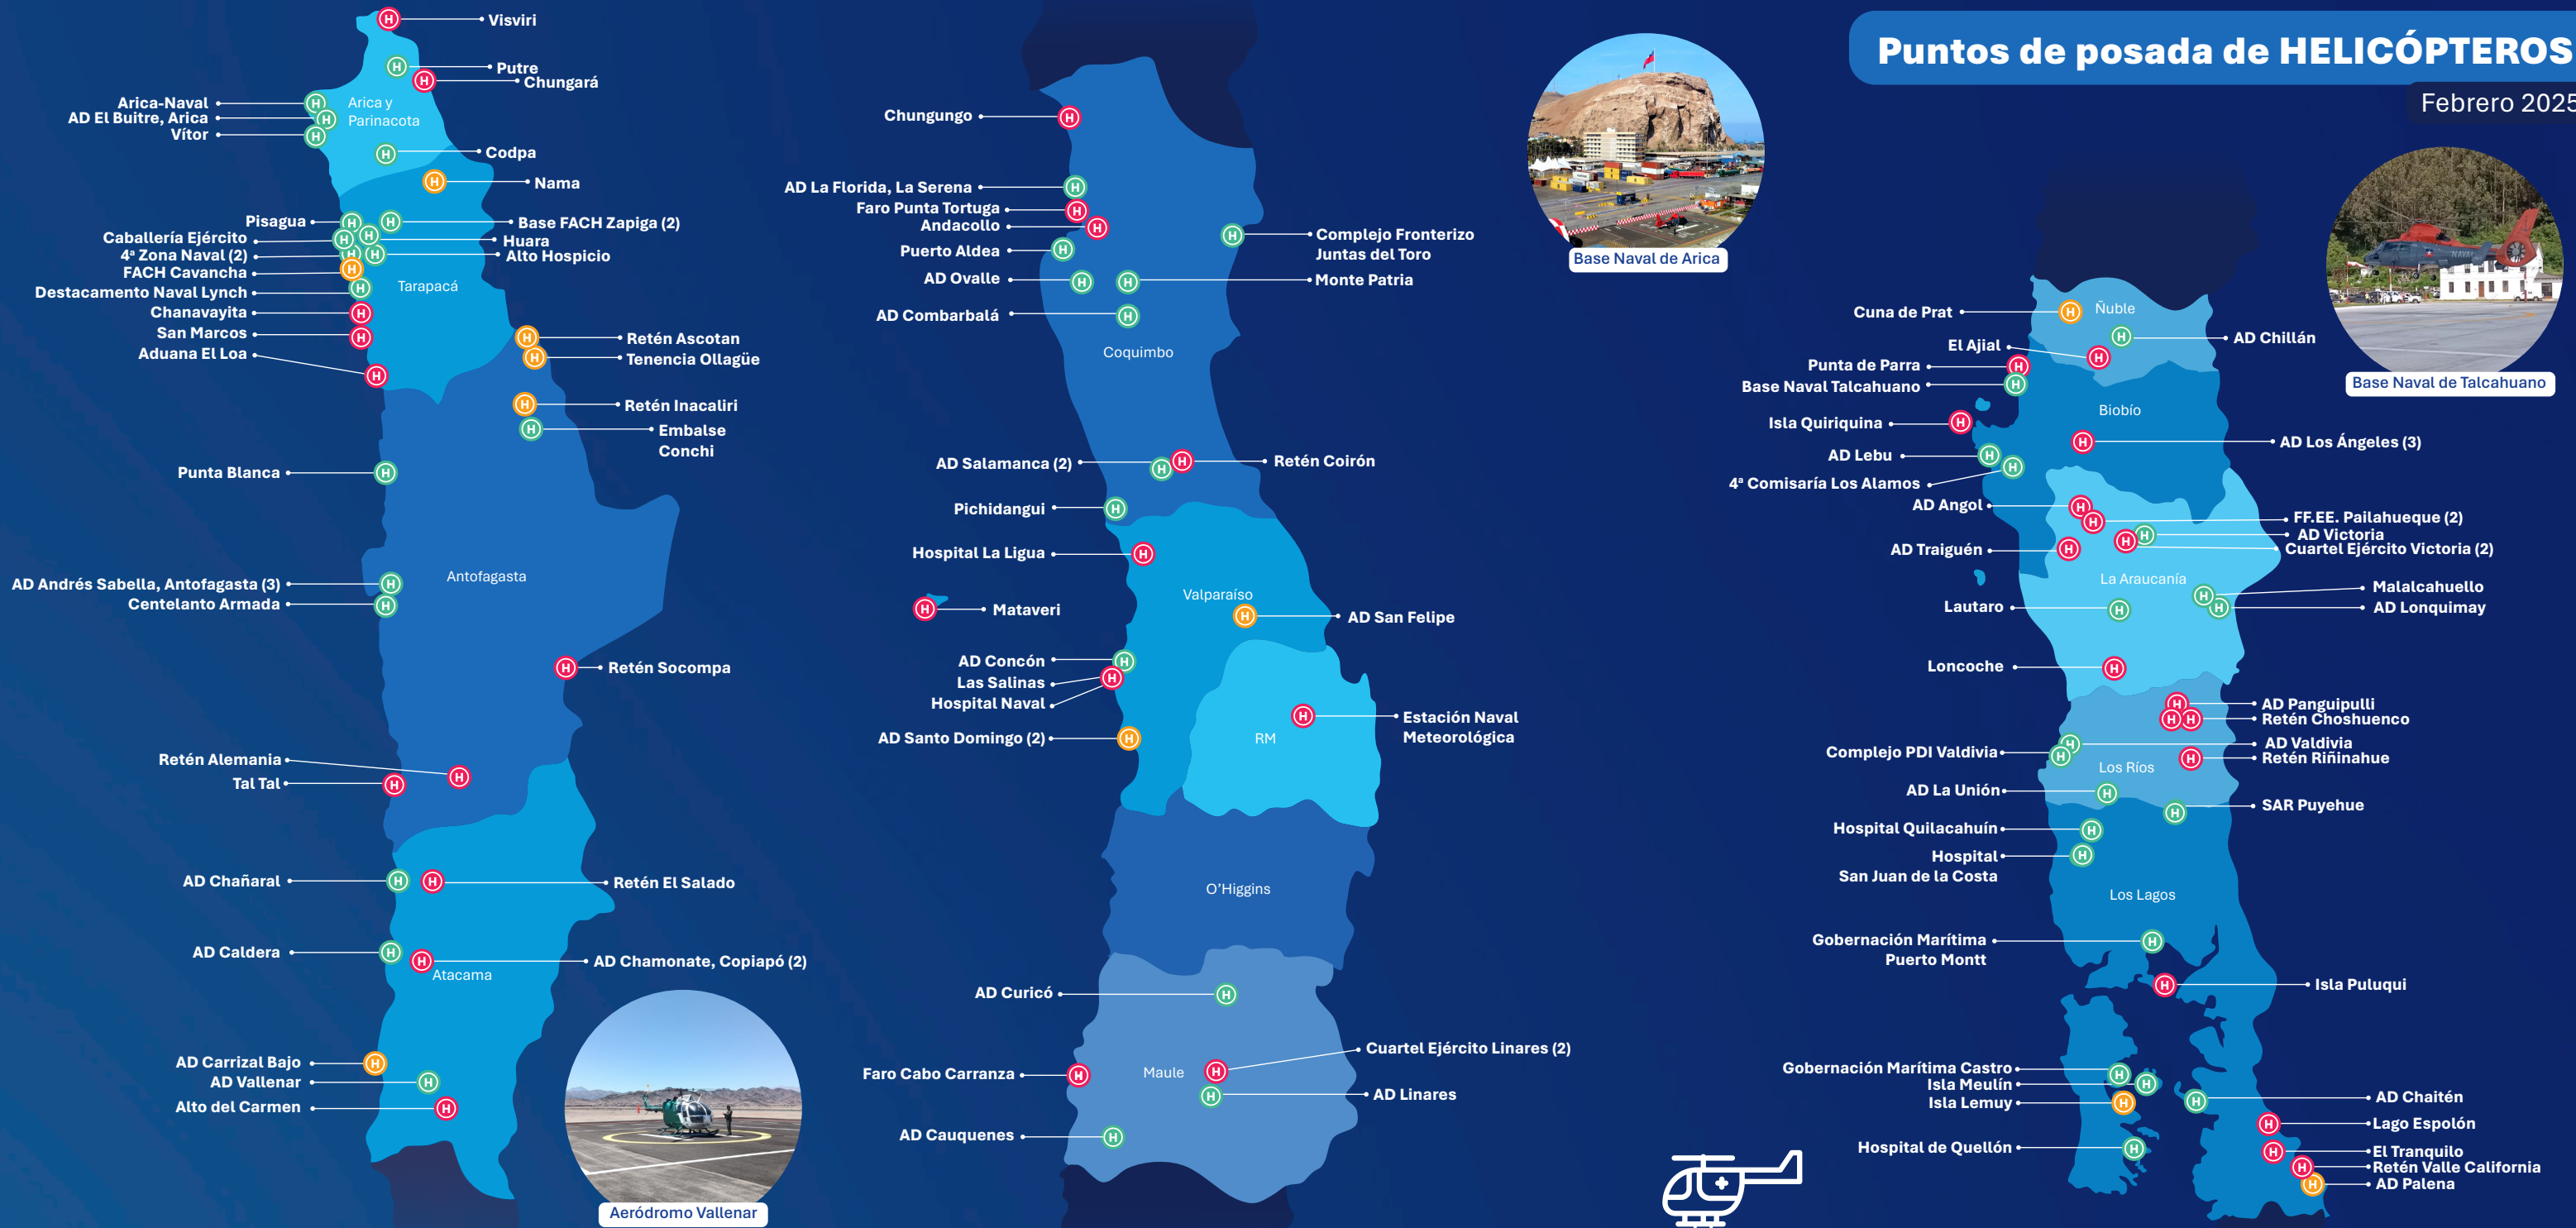 Puntos de posada de HELICÓPTEROS
Febrero 2025
Visviri
Putre
Chungará
Arica-Naval
AD El Buitre, Arica
Vítor
Arica y
Parinacota
Codpa
Nama
Pisagua
Base FACH Zapiga (2)
Caballería Ejército
Huara
4ª Zona Naval (2)
Alto Hospicio
FACH Cavancha
Tarapacá
Destacamento Naval Lynch
Chanavayita
San Marcos
Aduana El Loa
Retén Ascotan
Tenencia Ollagüe
Retén Inacaliri
Embalse
Conchi
Punta Blanca
Antofagasta
AD Andrés Sabella, Antofagasta (3)
Centelanto Armada
Retén Socompa
Retén Alemania
Tal Tal
AD Chañaral
Retén El Salado
AD Caldera
AD Chamonate, Copiapó (2)
Atacama
AD Carrizal Bajo
AD Vallenar
Alto del Carmen
Aeródromo Vallenar
Chungungo
AD La Florida, La Serena
Faro Punta Tortuga
Andacollo
Puerto Aldea
Complejo Fronterizo
Juntas del Toro
AD Ovalle
Monte Patria
AD Combarbalá
Coquimbo
AD Salamanca (2)
Retén Coirón
Pichidangui
Hospital La Ligua
Valparaíso
Mataveri
AD San Felipe
AD Concón
Las Salinas
Hospital Naval
AD Santo Domingo (2)
RM
Estación Naval
Meteorológica
O'Higgins
AD Curicó
Cuartel Ejército Linares (2)
Faro Cabo Carranza
Maule
AD Linares
AD Cauquenes
Base Naval de Arica
Base Naval de Talcahuano
NAVAL
Cuna de Prat
Ñuble
AD Chillán
El Ajial
Punta de Parra
Base Naval Talcahuano
Biobío
Isla Quiriquina
AD Los Ángeles (3)
AD Lebu
4ª Comisaría Los Alamos
AD Angol
FF.EE. Pailahueque (2)
AD Victoria
Cuartel Ejército Victoria (2)
AD Traiguén
La Araucanía
Malalcahuello
AD Lonquimay
Lautaro
Loncoche
AD Panguipulli
Retén Choshuenco
AD Valdivia
Retén Riñinahue
Complejo PDI Valdivia
Los Ríos
AD La Unión
SAR Puyehue
Hospital Quilacahuín
Hospital
San Juan de la Costa
Los Lagos
Gobernación Marítima
Puerto Montt
Isla Puluqui
Gobernación Marítima Castro
Isla Meulín
Isla Lemuy
AD Chaitén
Lago Espolón
Hospital de Quellón
El Tranquilo
Retén Valle California
AD Palena